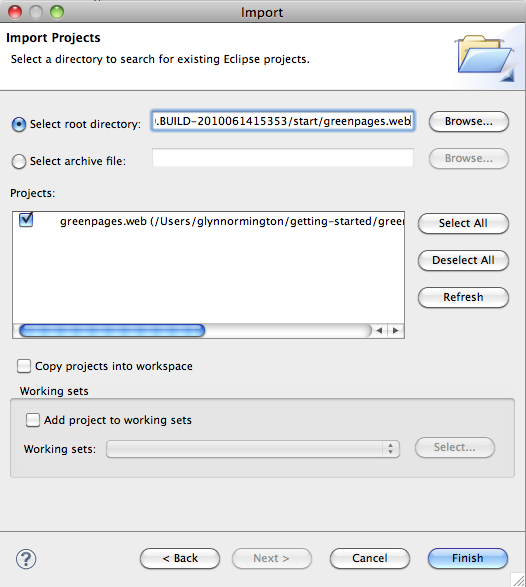 Import
Import Projects
Select a directory to search for existing Eclipse projects.
Select root directory: .BUILD-2010061415353/start/greenpages.web Browse...
Select archive file: Browse...
Projects:
greenpages.web (/Users/glynnormington/getting-started/green
Select All
Deselect All
Refresh
Copy projects into workspace
Working sets
Add project to working sets
Working sets: Select...
? < Back Next > Cancel Finish